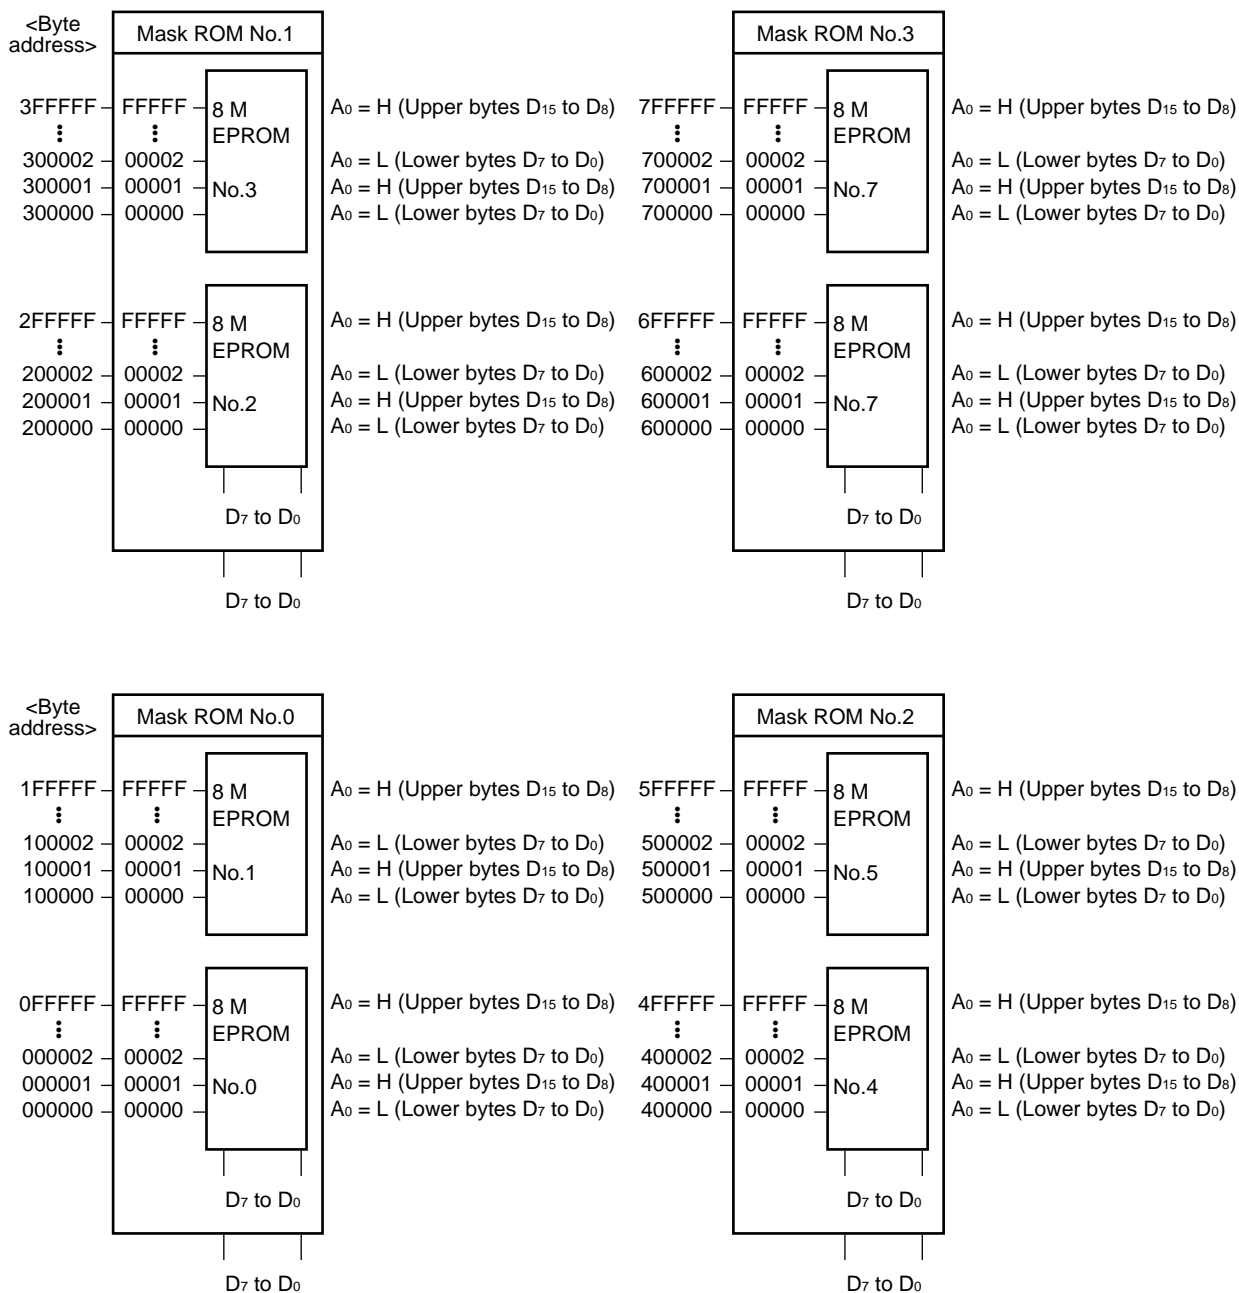 <Byte
address>
Mask ROM No.1
3FFFFF FFFFF 8 M A0 = H (Upper bytes D15 to D8)
EPROM
300002 00002 A0 = L (Lower bytes D7 to D0)
300001 00001 No.3 A0 = H (Upper bytes D15 to D8)
300000 00000 A0 = L (Lower bytes D7 to D0)
2FFFFF FFFFF 8 M A0 = H (Upper bytes D15 to D8)
EPROM
200002 00002 A0 = L (Lower bytes D7 to D0)
200001 00001 No.2 A0 = H (Upper bytes D15 to D8)
200000 00000 A0 = L (Lower bytes D7 to D0)
D7 to D0
D7 to D0
Mask ROM No.3
7FFFFF FFFFF 8 M A0 = H (Upper bytes D15 to D8)
EPROM
700002 00002 A0 = L (Lower bytes D7 to D0)
700001 00001 No.7 A0 = H (Upper bytes D15 to D8)
700000 00000 A0 = L (Lower bytes D7 to D0)
6FFFFF FFFFF 8 M A0 = H (Upper bytes D15 to D8)
EPROM
600002 00002 A0 = L (Lower bytes D7 to D0)
600001 00001 No.7 A0 = H (Upper bytes D15 to D8)
600000 00000 A0 = L (Lower bytes D7 to D0)
D7 to D0
D7 to D0
<Byte
address>
Mask ROM No.0
1FFFFF FFFFF 8 M A0 = H (Upper bytes D15 to D8)
EPROM
100002 00002 A0 = L (Lower bytes D7 to D0)
100001 00001 No.1 A0 = H (Upper bytes D15 to D8)
100000 00000 A0 = L (Lower bytes D7 to D0)
0FFFFF FFFFF 8 M A0 = H (Upper bytes D15 to D8)
EPROM
000002 00002 A0 = L (Lower bytes D7 to D0)
000001 00001 No.0 A0 = H (Upper bytes D15 to D8)
000000 00000 A0 = L (Lower bytes D7 to D0)
D7 to D0
D7 to D0
Mask ROM No.2
5FFFFF FFFFF 8 M A0 = H (Upper bytes D15 to D8)
EPROM
500002 00002 A0 = L (Lower bytes D7 to D0)
500001 00001 No.5 A0 = H (Upper bytes D15 to D8)
500000 00000 A0 = L (Lower bytes D7 to D0)
4FFFFF FFFFF 8 M A0 = H (Upper bytes D15 to D8)
EPROM
400002 00002 A0 = L (Lower bytes D7 to D0)
400001 00001 No.4 A0 = H (Upper bytes D15 to D8)
400000 00000 A0 = L (Lower bytes D7 to D0)
D7 to D0
D7 to D0